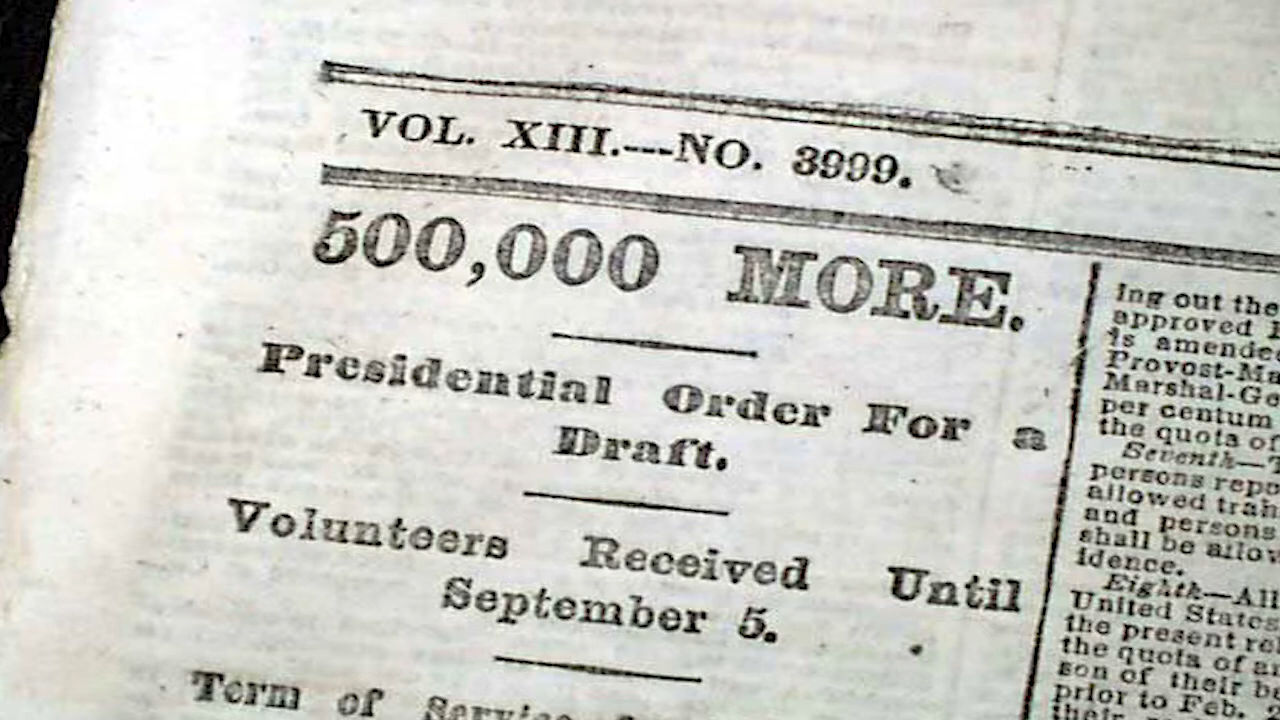 VOL. XIII.---NO. 3999.
500,000 MORE.
Presidential Order For a
Draft.
Volunteers Received Until
September 5.
Term of Service
ing out the
approved
is amended
Provost-Ma
Marshal-Ge
per centum
the quota of
Seventh—
persons repo
allowed
and persons
shall be allow
idence.
Eighth—All
United States
the present
the quota of
son of their
prior to Feb.
their